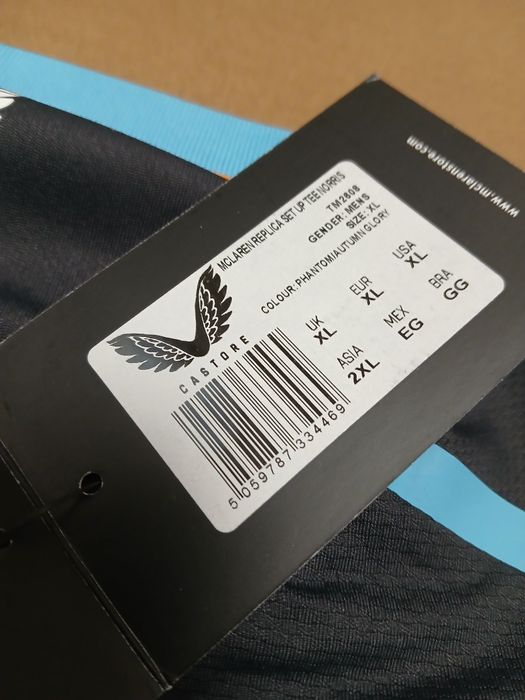 www.mclarenstore.com
MCLAREN REPLICA SET UP TEE NORRIS
TM2808
GENDER: MENS
SIZE: XL
COLOUR:PHANTOM/AUTUMN GLORY
CASTORE
UK EUR USA
XL XL XL
ASIA MEX BRA
2XL EG GG
5 059787 334469